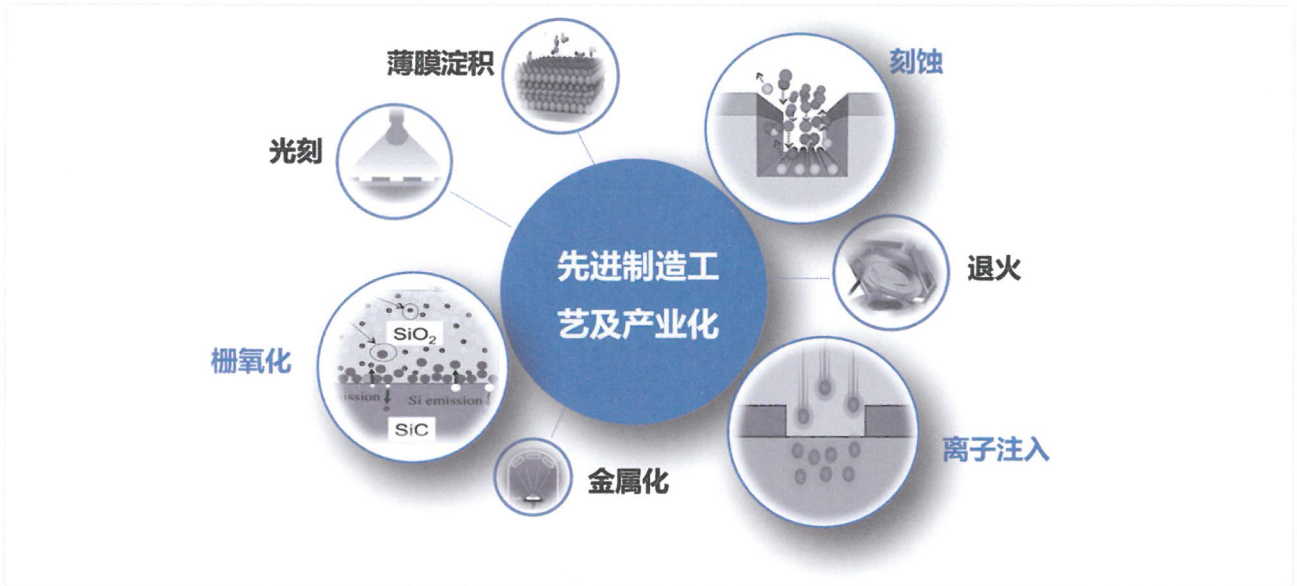 薄膜淀积
刻蚀
光刻
先进制造工
艺及产业化
退火
栅氧化
SiO₂
ission
Si emission
SiC
离子注入
金属化